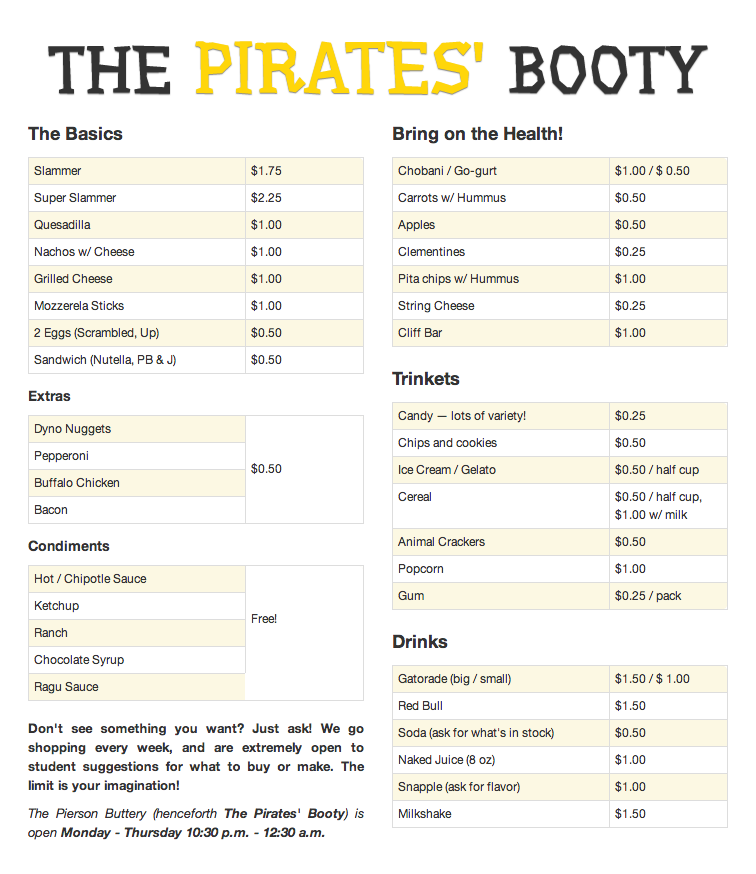 THE PIRATES' BOOTY
The Basics
Slammer $1.75
Super Slammer $2.25
Quesadilla $1.00
Nachos w/ Cheese $1.00
Grilled Cheese $1.00
Mozzerela Sticks $1.00
2 Eggs (Scrambled, Up) $0.50
Sandwich (Nutella, PB & J) $0.50
Extras
Dyno Nuggets
Pepperoni
$0.50
Buffalo Chicken
Bacon
Condiments
Hot / Chipotle Sauce
Ketchup
Free!
Ranch
Chocolate Syrup
Ragu Sauce
Don't see something you want? Just ask! We go
shopping every week, and are extremely open to
student suggestions for what to buy or make. The
limit is your imagination!
The Pierson Buttery (henceforth The Pirates' Booty) is
open Monday - Thursday 10:30 p.m. - 12:30 a.m.
Bring on the Health!
Chobani / Go-gurt $1.00 / $ 0.50
Carrots w/ Hummus $0.50
Apples $0.50
Clementines $0.25
Pita chips w/ Hummus $1.00
String Cheese $0.25
Cliff Bar $1.00
Trinkets
Candy — lots of variety! $0.25
Chips and cookies $0.50
Ice Cream / Gelato $0.50 / half cup
Cereal $0.50 / half cup,
$1.00 w/ milk
Animal Crackers $0.50
Popcorn $1.00
Gum $0.25 / pack
Drinks
Gatorade (big / small) $1.50 / $ 1.00
Red Bull $1.50
Soda (ask for what's in stock) $0.50
Naked Juice (8 oz) $1.00
Snapple (ask for flavor) $1.00
Milkshake $1.50